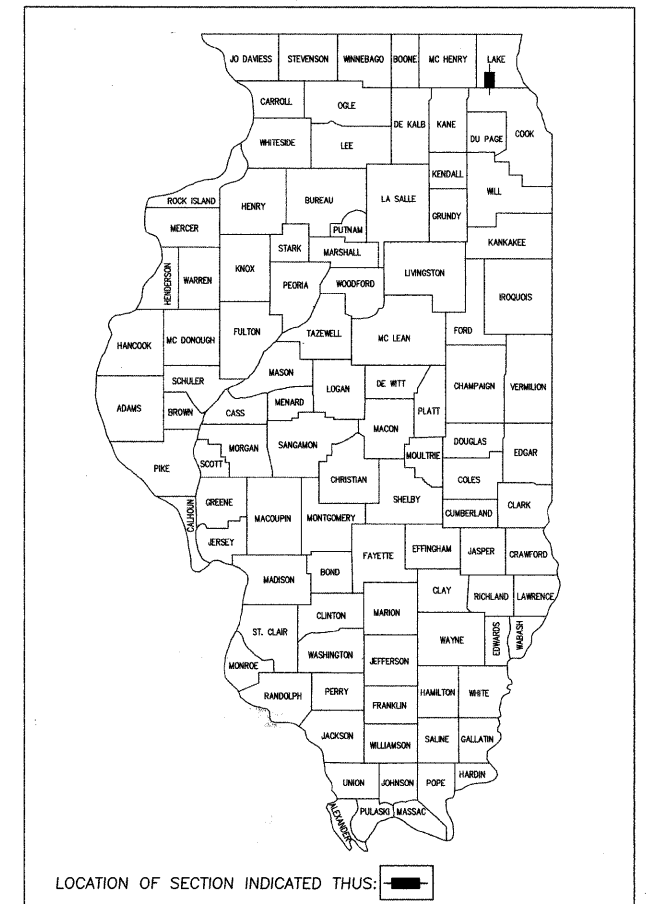 JO DAVIESS STEVENSON WINNEBAGO BOONE MC HENRY LAKE
CARROLL OGLE
DE KALB KANE COOK
DU PAGE
WHITESIDE LEE
KENDALL
WILL
ROCK ISLAND HENRY BUREAU LA SALLE
GRUNDY
MERCER PUTNAM
STARK MARSHALL KANKAKEE
HENDERSON WARREN KNOX LIVINGSTON
PEORIA WOODFORD
IROQUOIS
FULTON TAZEWELL FORD
HANCOCK MC DONOUGH MC LEAN
MASON
SCHULER LOGAN DE WITT CHAMPAIGN VERMILION
ADAMS BROWN CASS MENARD PLATT
MACON
MORGAN SANGAMON DOUGLAS
PIKE SCOTT MOULTRIE EDGAR
CHRISTIAN COLES
SHELBY
CALHOUN GREENE MACOUPIN MONTGOMERY CUMBERLAND CLARK
JERSEY
FAYETTE EFFINGHAM JASPER CRAWFORD
MADISON BOND
CLAY RICHLAND LAWRENCE
CLINTON MARION
ST. CLAIR WAYNE EDWARDS WABASH
WASHINGTON
MONROE JEFFERSON
RANDOLPH PERRY HAMILTON WHITE
FRANKLIN
JACKSON SALINE GALLATIN
WILLIAMSON
UNION JOHNSON POPE HARDIN
ALEXANDER PULASKI MASSAC
LOCATION OF SECTION INDICATED THUS: